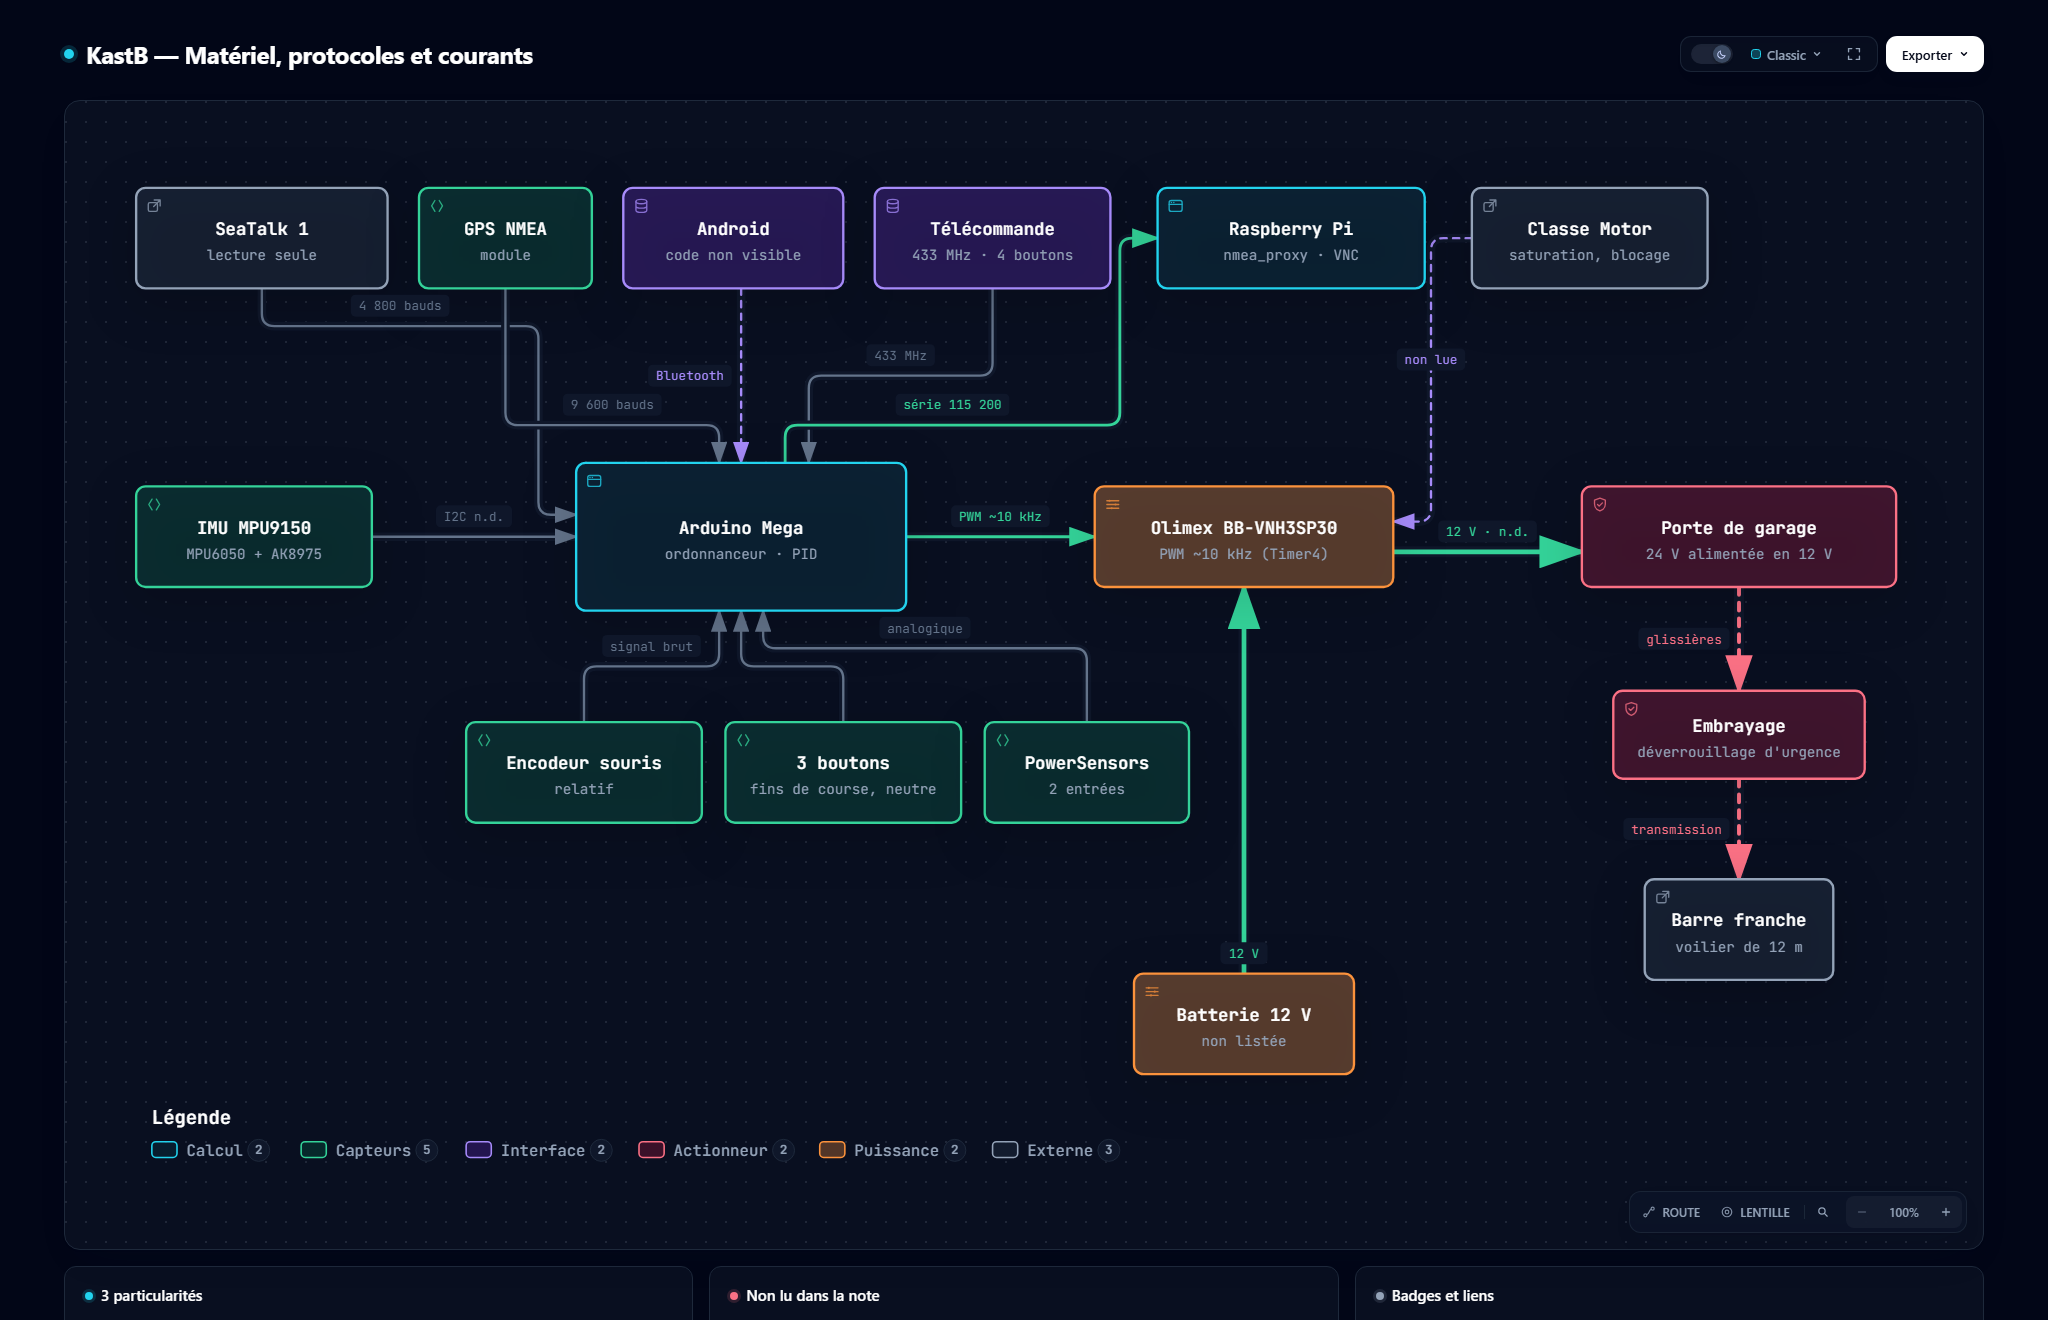 KastB — Matériel, protocoles et courants
Classic
Exporter
SeaTalk 1
lecture seule
GPS NMEA
module
Android
code non visible
Télécommande
433 MHz · 4 boutons
Raspberry Pi
nmea_proxy · VNC
Classe Motor
saturation, blocage
4 800 bauds
433 MHz
non lue
Bluetooth
9 600 bauds
série 115 200
IMU MPU9150
MPU6050 + AK8975
I2C n.d.
Arduino Mega
ordonnanceur · PID
PWM ~10 kHz
Olimex BB-VNH3SP30
PWM ~10 kHz (Timer4)
12 V · n.d.
Porte de garage
24 V alimentée en 12 V
signal brut
analogique
glissières
Encodeur souris
relatif
3 boutons
fins de course, neutre
PowerSensors
2 entrées
Embrayage
déverrouillage d'urgence
transmission
Barre franche
voilier de 12 m
12 V
Batterie 12 V
non listée
Légende
Calcul 2
Capteurs 5
Interface 2
Actionneur 2
Puissance 2
Externe 3
ROUTE
LENTILLE
− 100% +
3 particularités
Non lu dans la note
Badges et liens